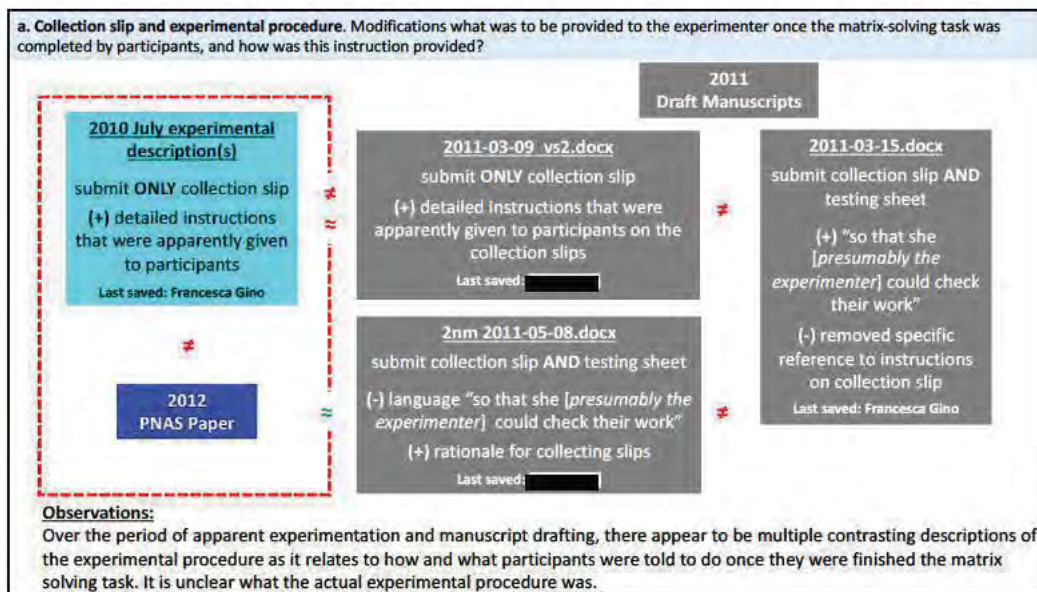 a. Collection slip and experimental procedure. Modifications what was to be provided to the experimenter once the matrix-solving task was
completed by participants, and how was this instruction provided?
2011
Draft Manuscripts
2010 July experimental
description(s)
submit ONLY collection slip
(+) detailed instructions
that were apparently given
to participants
Last saved: Francesca Gino
≠
≈
2011-03-09_vs2.docx
submit ONLY collection slip
(+) detailed instructions that were
apparently given to participants on the
collection slips
Last saved:
≠
2011-03-15.docx
submit collection slip AND
testing sheet
(+) "so that she
[presumably the
experimenter] could check
their work"
(-) removed specific
reference to instructions
on collection slip
Last saved: Francesca Gino
≠
2012
PNAS Paper
≈
2nm 2011-05-08.docx
submit collection slip AND testing sheet
(-) language "so that she [presumably the
experimenter] could check their work"
(+) rationale for collecting slips
Last saved:
≠
Observations:
Over the period of apparent experimentation and manuscript drafting, there appear to be multiple contrasting descriptions of
the experimental procedure as it relates to how and what participants were told to do once they were finished the matrix
solving task. It is unclear what the actual experimental procedure was.